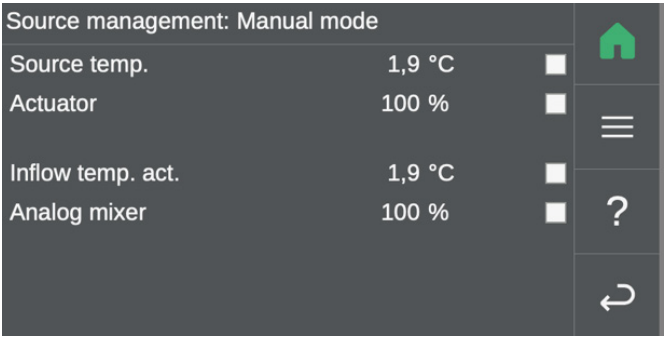 Source management: Manual mode
Source temp. 1,9 °C
Actuator 100 %
Inflow temp. act. 1,9 °C
Analog mixer 100 %
?